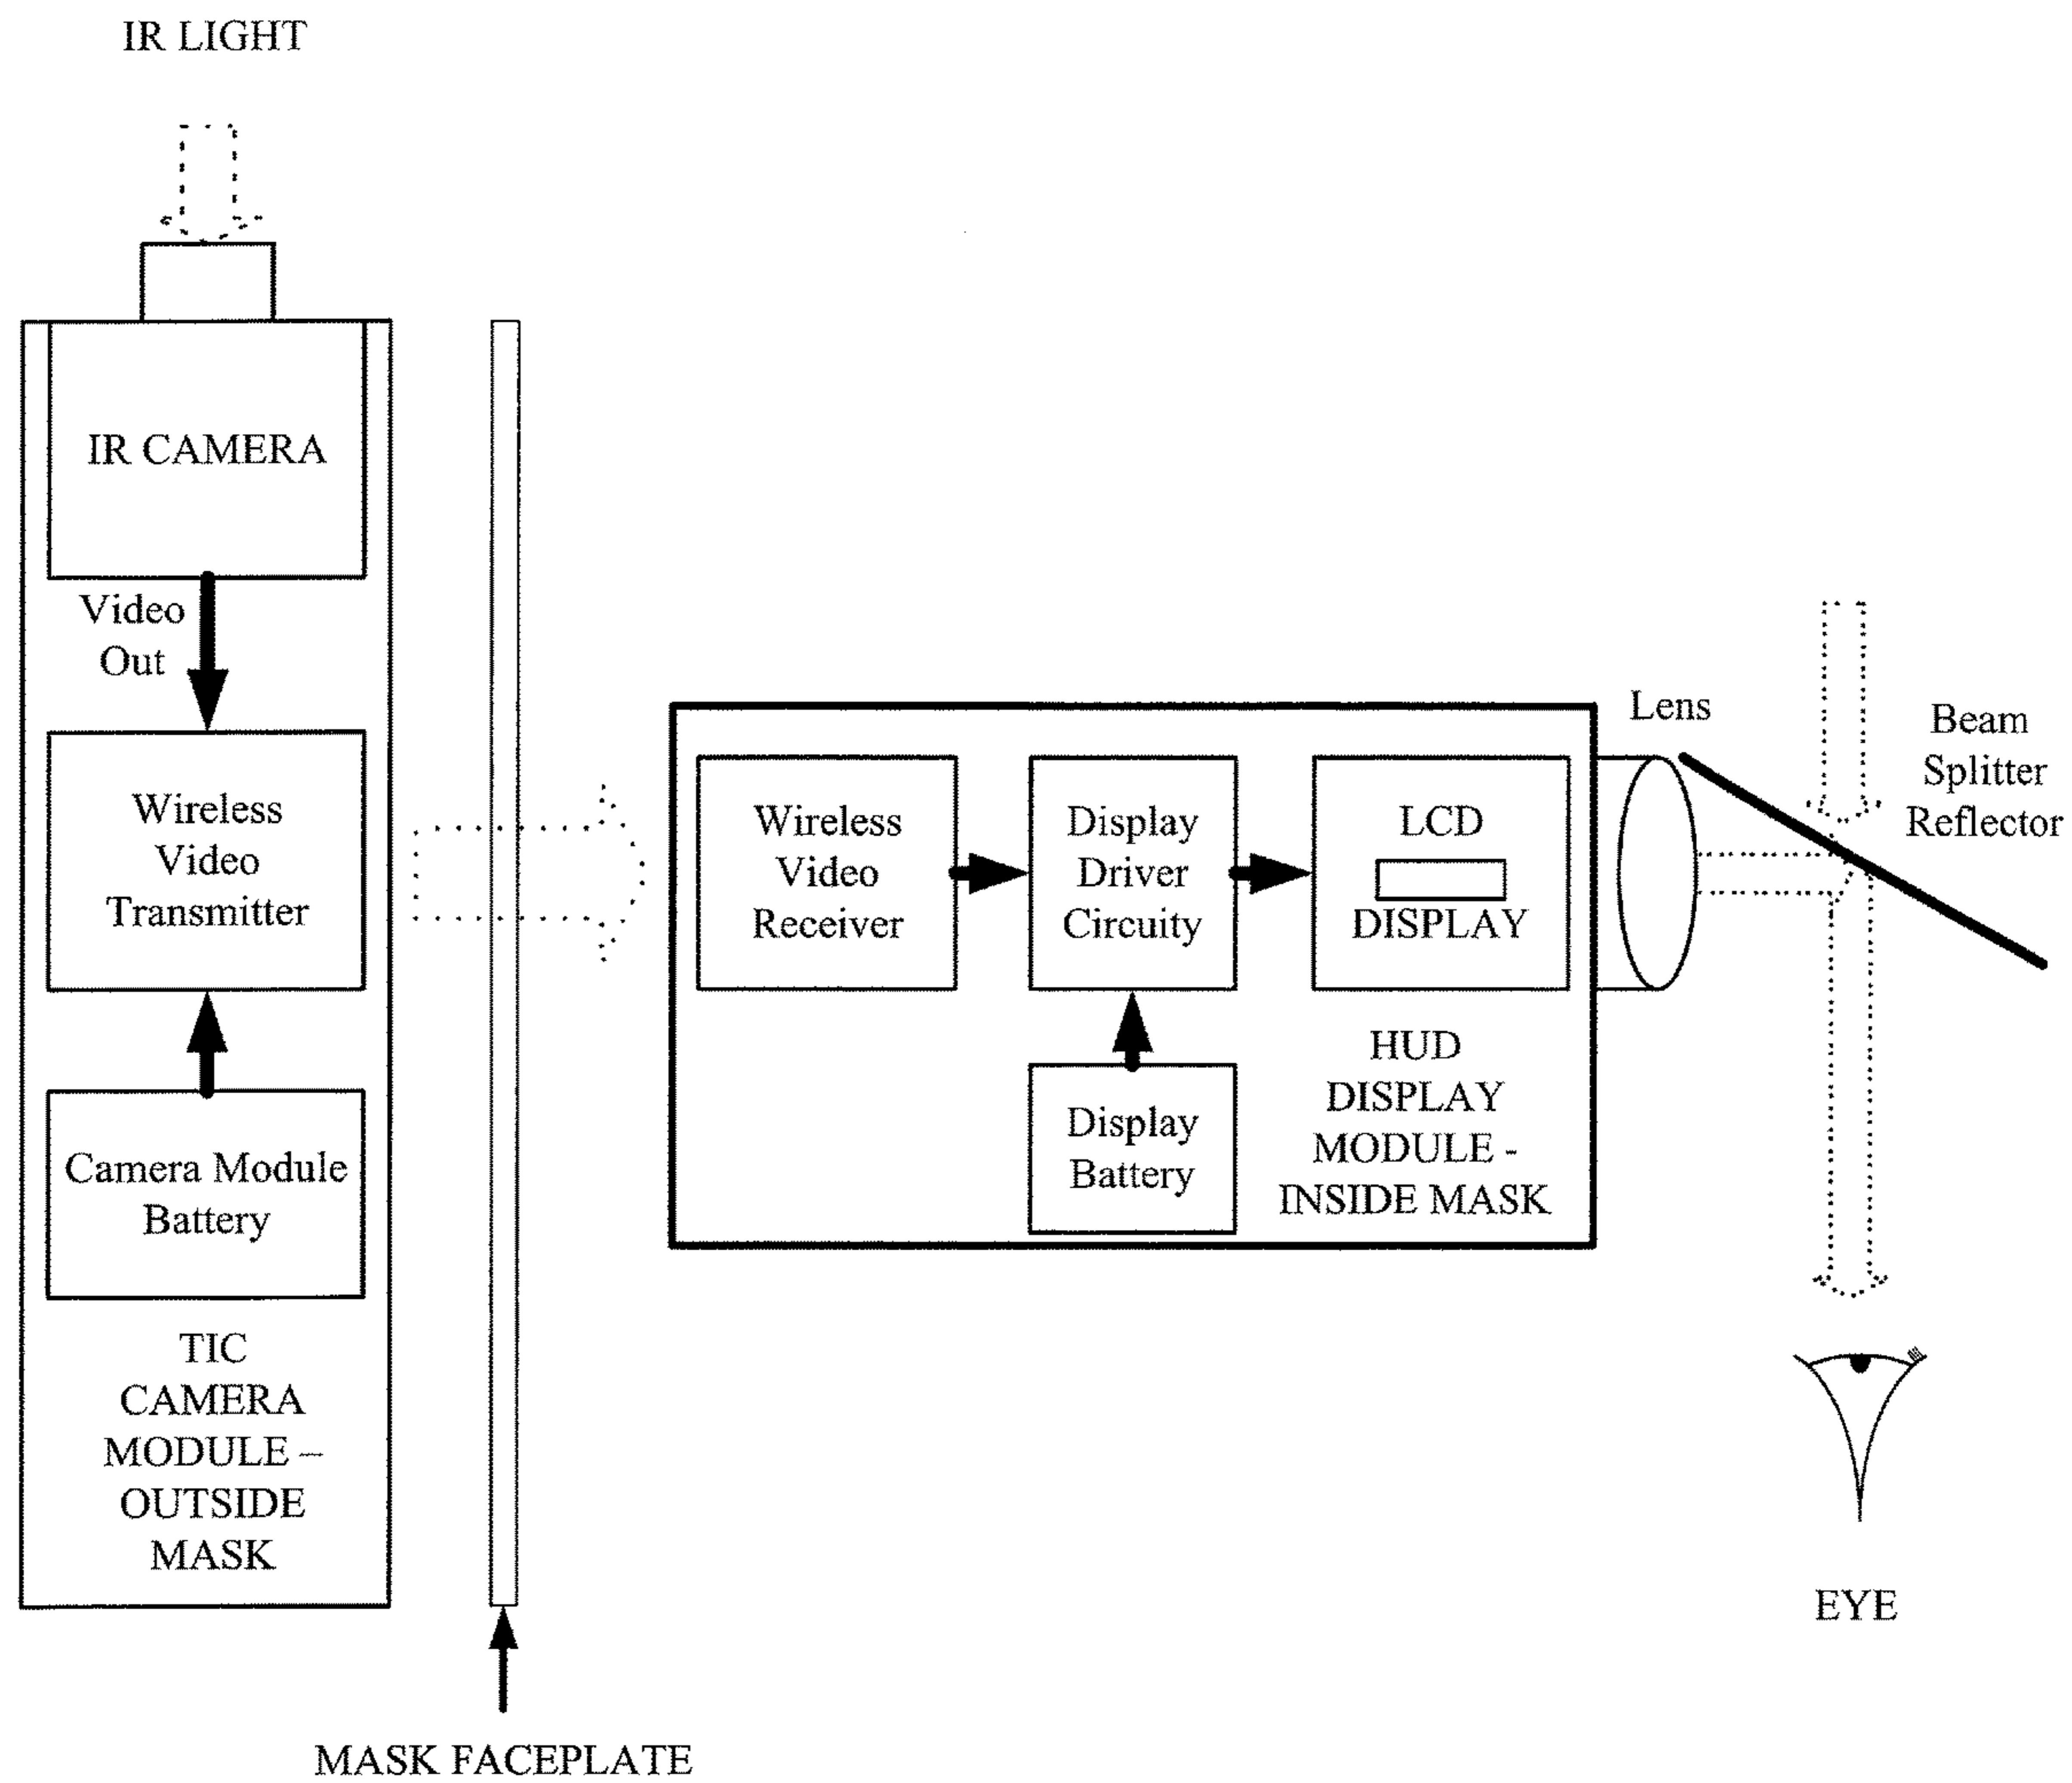 IR LIGHT
IR CAMERA
Video
Out
Wireless
Video
Transmitter
Camera Module
Battery
TIC
CAMERA
MODULE –
OUTSIDE
MASK
MASK FACEPLATE
Wireless
Video
Receiver
Display
Driver
Circuity
LCD
DISPLAY
Display
Battery
HUD
DISPLAY
MODULE -
INSIDE MASK
Lens
Beam
Splitter
Reflector
EYE